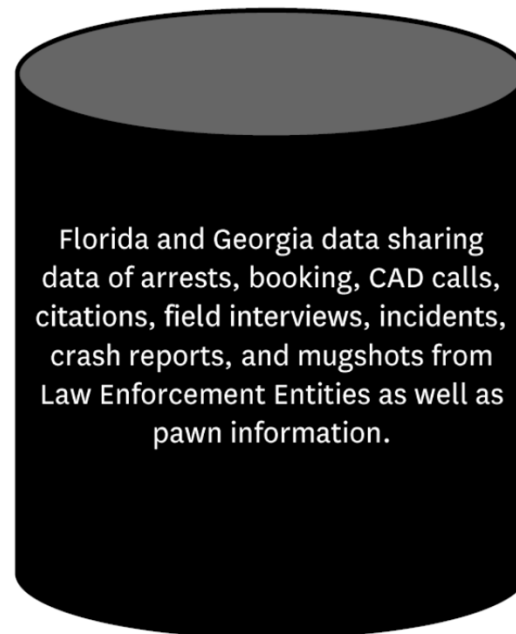 Florida and Georgia data sharing
data of arrests, booking, CAD calls,
citations, field interviews, incidents,
crash reports, and mugshots from
Law Enforcement Entities as well as
pawn information.